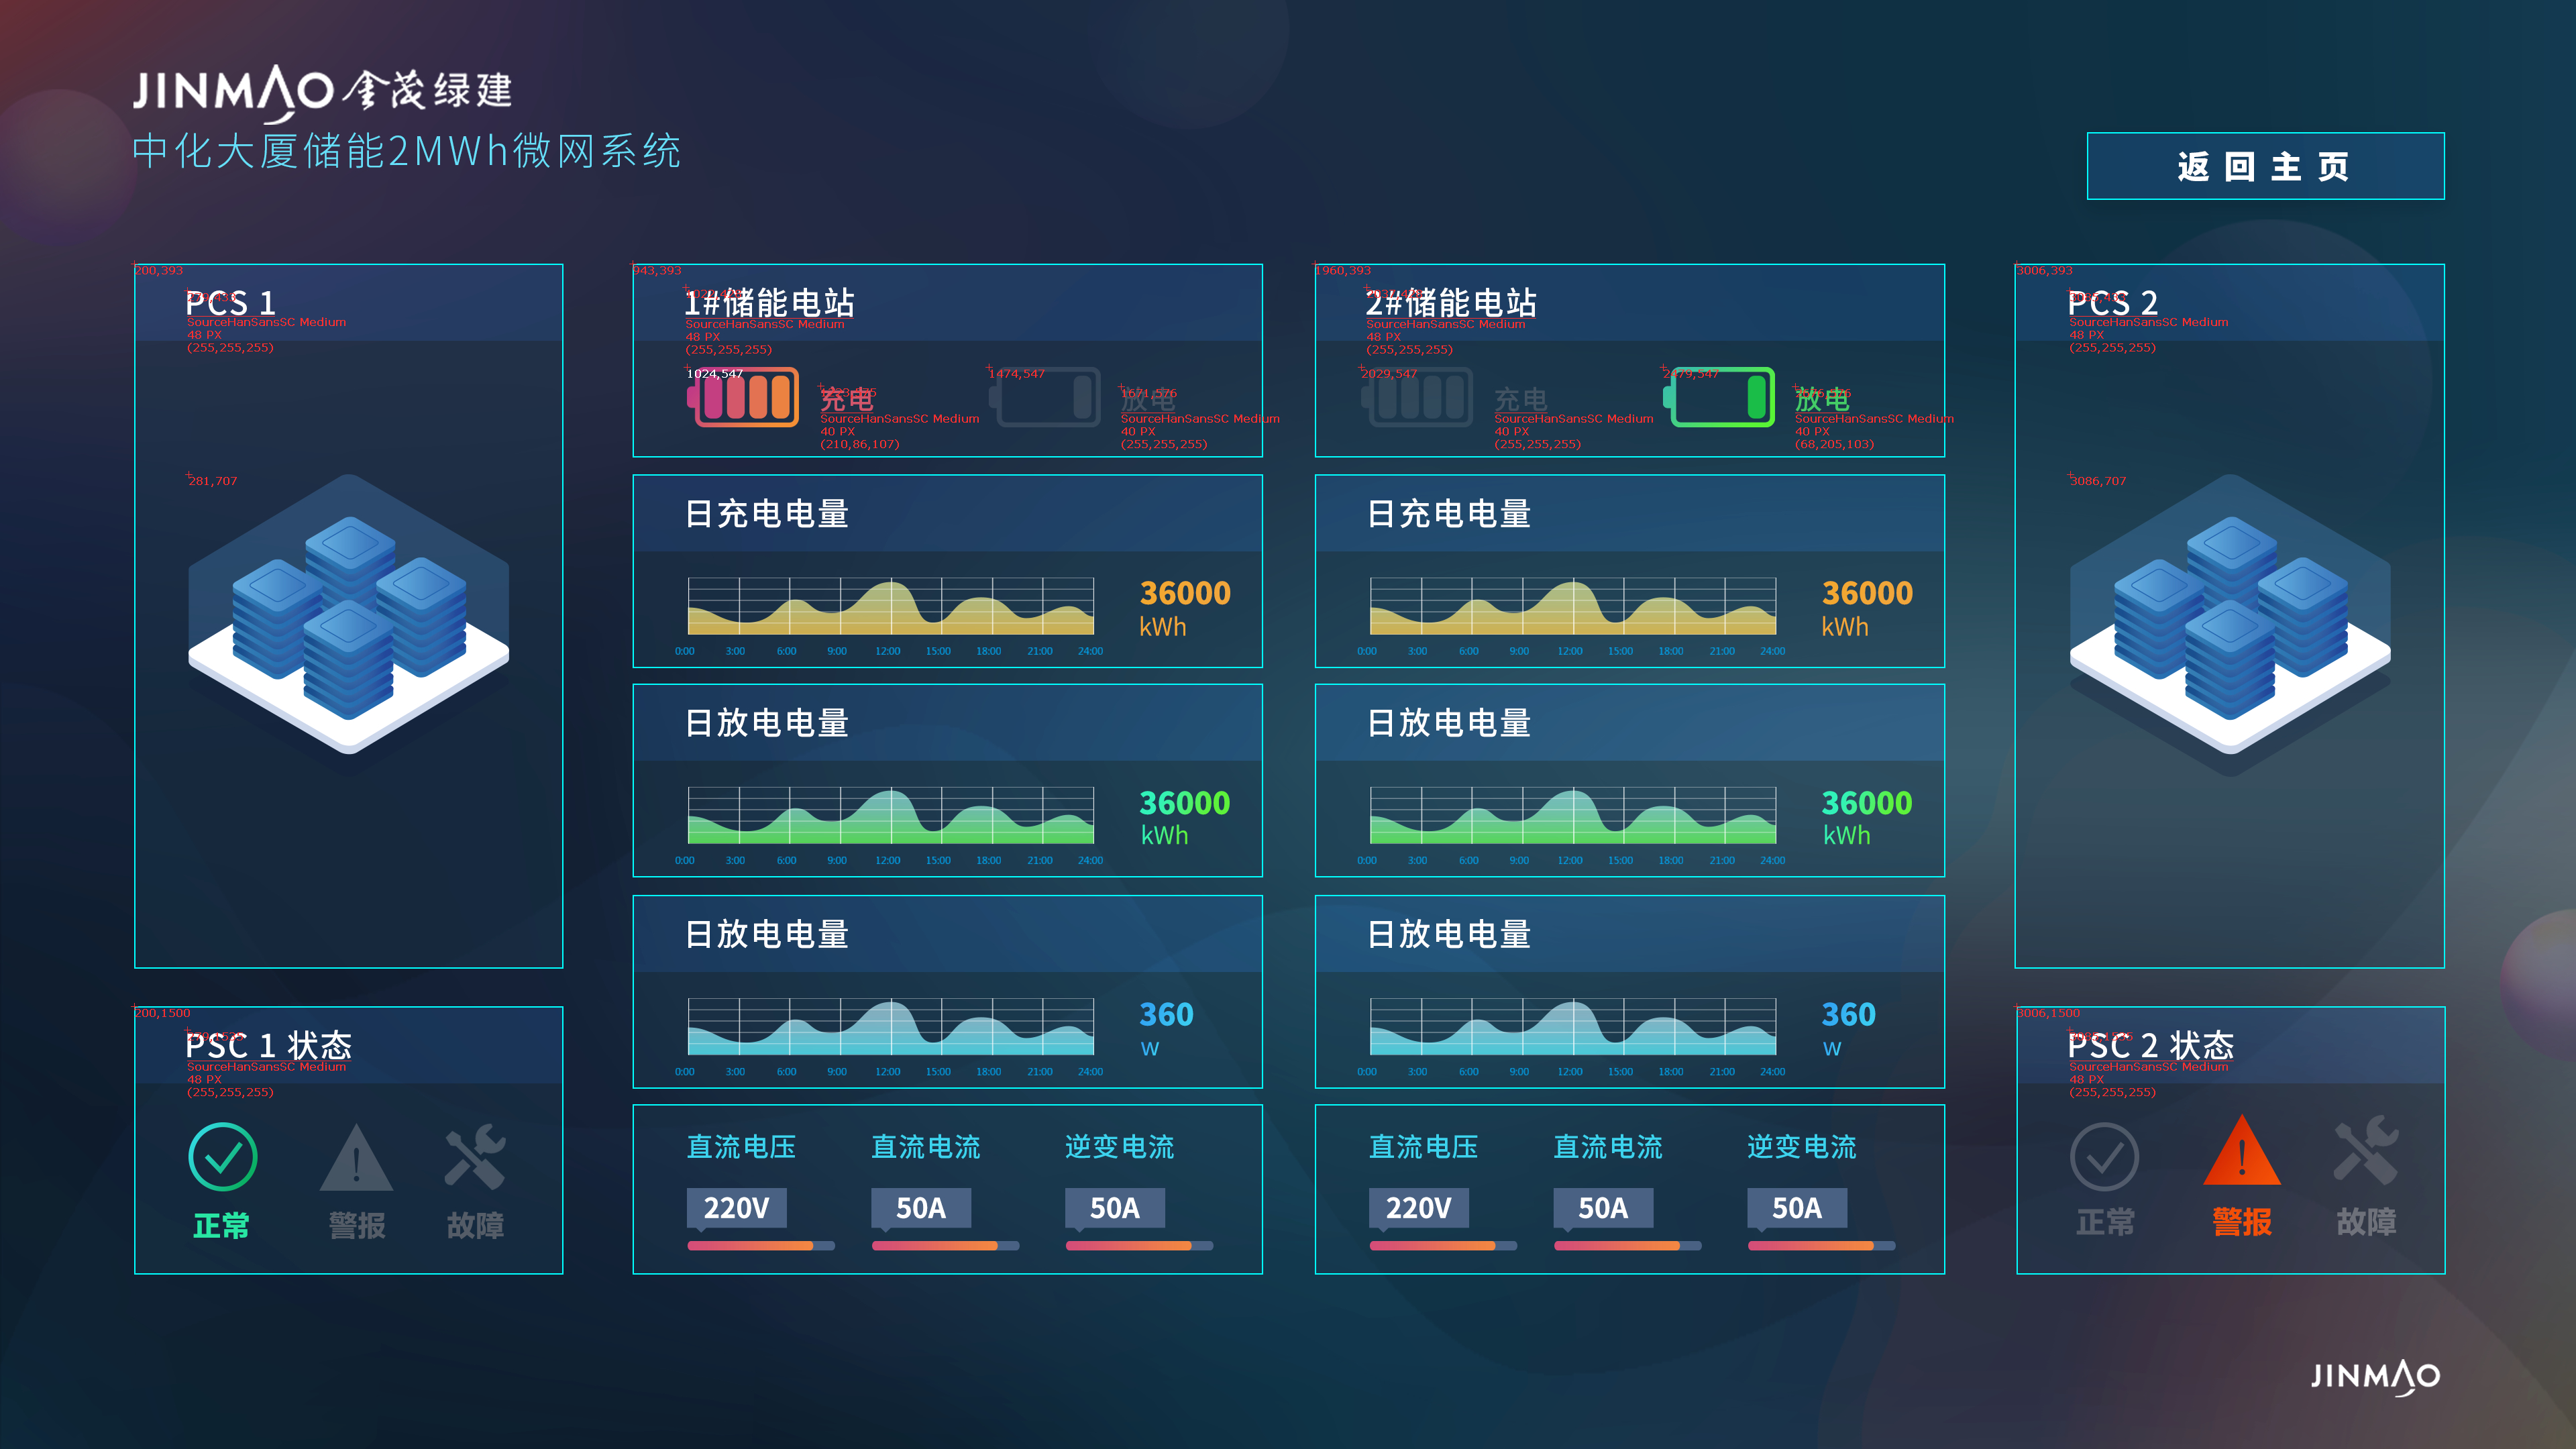 JINMAO 金茂绿建
中化大厦储能2MWh微网系统
返回主页
200,393
PCS 1
SourceHanSansSC Medium
48 PX
(255,255,255)
281,707
943,393
1#储能电站
SourceHanSansSC Medium
48 PX
(255,255,255)
1024,547
充电
SourceHanSansSC Medium
40 PX
(210,86,107)
1474,547
1671,576
放电
SourceHanSansSC Medium
40 PX
(255,255,255)
1960,393
2#储能电站
SourceHanSansSC Medium
48 PX
(255,255,255)
2029,547
充电
SourceHanSansSC Medium
40 PX
(255,255,255)
放电
SourceHanSansSC Medium
40 PX
(68,205,103)
3006,393
PCS 2
SourceHanSansSC Medium
48 PX
(255,255,255)
3086,707
日充电电量
36000
kWh
0:00 3:00 6:00 9:00 12:00 15:00 18:00 21:00 24:00
日充电电量
36000
kWh
0:00 3:00 6:00 9:00 12:00 15:00 18:00 21:00 24:00
日放电电量
36000
kWh
0:00 3:00 6:00 9:00 12:00 15:00 18:00 21:00 24:00
日放电电量
36000
kWh
0:00 3:00 6:00 9:00 12:00 15:00 18:00 21:00 24:00
日放电电量
360
W
0:00 3:00 6:00 9:00 12:00 15:00 18:00 21:00 24:00
日放电电量
360
W
0:00 3:00 6:00 9:00 12:00 15:00 18:00 21:00 24:00
200,1500
PSC 1 状态
SourceHanSansSC Medium
48 PX
(255,255,255)
正常 警报 故障
直流电压 直流电流 逆变电流
220V 50A 50A
直流电压 直流电流 逆变电流
220V 50A 50A
3006,1500
PSC 2 状态
SourceHanSansSC Medium
48 PX
(255,255,255)
正常 警报 故障
JINMAO